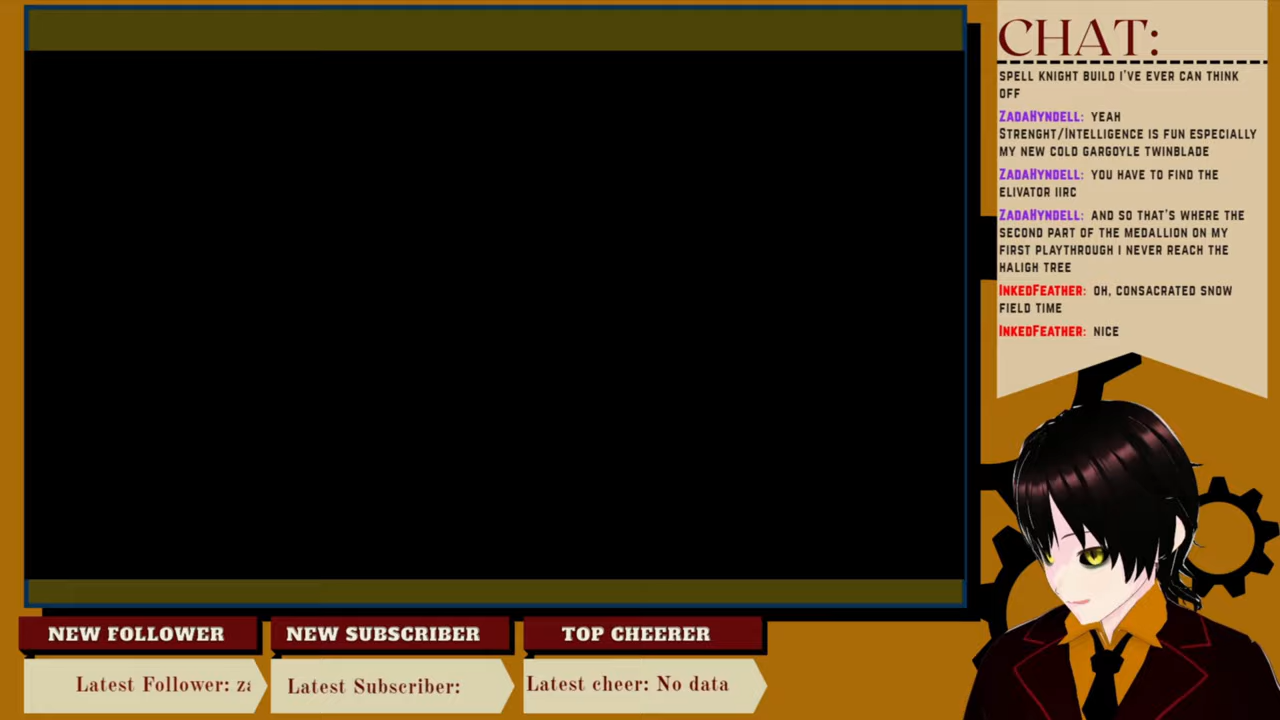 CHAT:
SPELL KNIGHT BUILD I'VE EVER CAN THINK
OFF
ZADAHYNDELL: YEAH
STRENGHT/INTELLIGENCE IS FUN ESPECIALLY
MY NEW COLD GARGOYLE TWINBLADE
ZADAHYNDELL: YOU HAVE TO FIND THE
ELIVATOR IIRC
ZADAHYNDELL: AND SO THAT'S WHERE THE
SECOND PART OF THE MEDALLION ON MY
FIRST PLAYTHROUGH I NEVER REACH THE
HALIGH TREE
INKEDFEATHER: OH, CONSACRATED SNOW
FIELD TIME
INKEDFEATHER: NICE
NEW FOLLOWER
NEW SUBSCRIBER
TOP CHEERER
Latest Follower: za
Latest Subscriber:
Latest cheer: No data